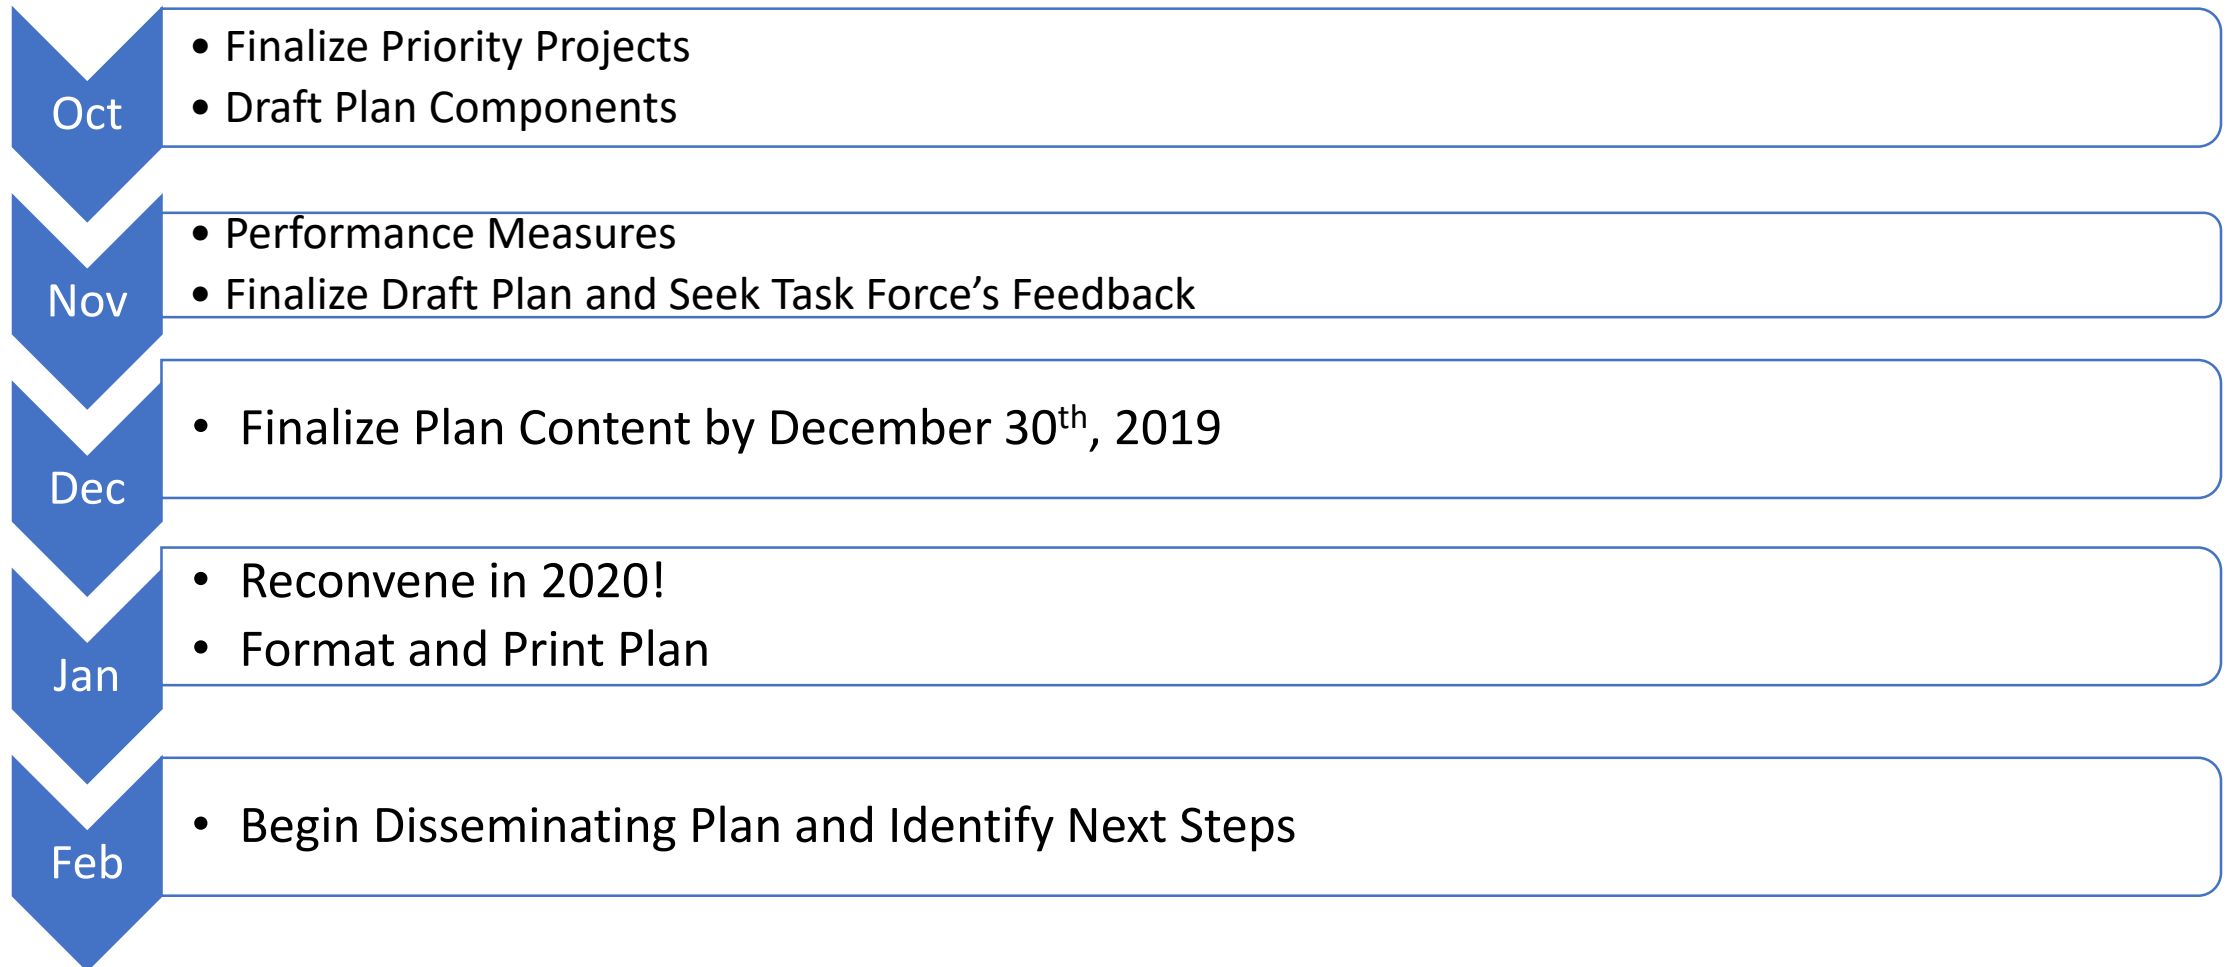 Oct
• Finalize Priority Projects
• Draft Plan Components
Nov
• Performance Measures
• Finalize Draft Plan and Seek Task Force’s Feedback
Dec
• Finalize Plan Content by December 30th, 2019
Jan
• Reconvene in 2020!
• Format and Print Plan
Feb
• Begin Disseminating Plan and Identify Next Steps